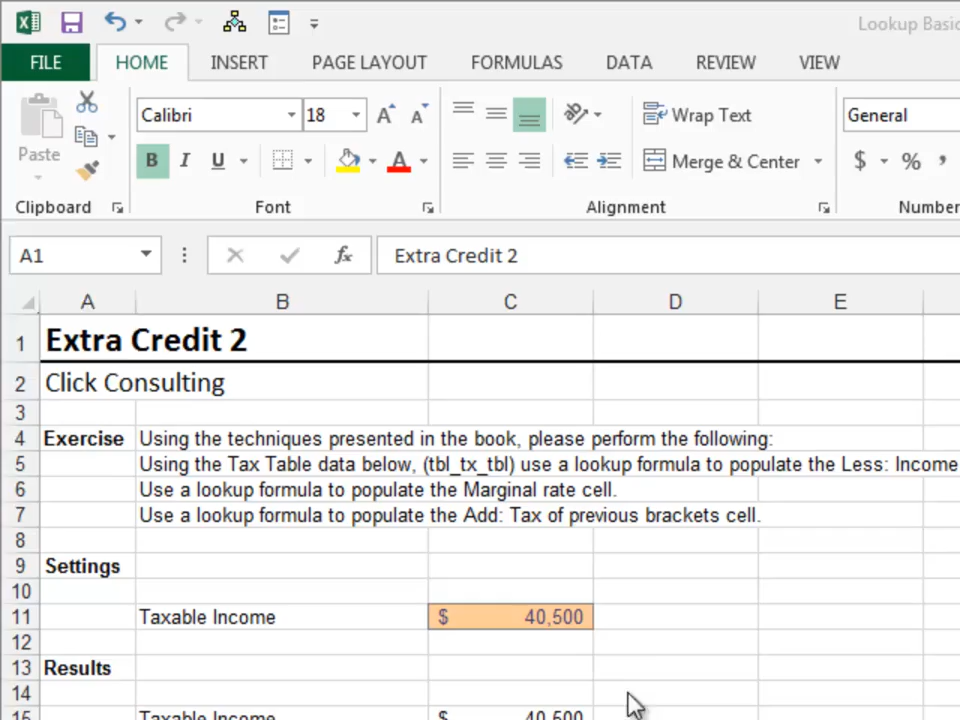 Lookup Basic
FILE HOME INSERT PAGE LAYOUT FORMULAS DATA REVIEW VIEW
Calibri 18 A A Wrap Text General
Paste B I U A Merge & Center $ % ,
Clipboard Font Alignment Number
A1 fx Extra Credit 2
A B C D E
1 Extra Credit 2
2 Click Consulting
3
4 Exercise Using the techniques presented in the book, please perform the following:
5 Using the Tax Table data below, (tbl_tx_tbl) use a lookup formula to populate the Less: Income
6 Use a lookup formula to populate the Marginal rate cell.
7 Use a lookup formula to populate the Add: Tax of previous brackets cell.
8
9 Settings
10
11 Taxable Income $ 40,500
12
13 Results
14
15 Taxable Income $ 40,500